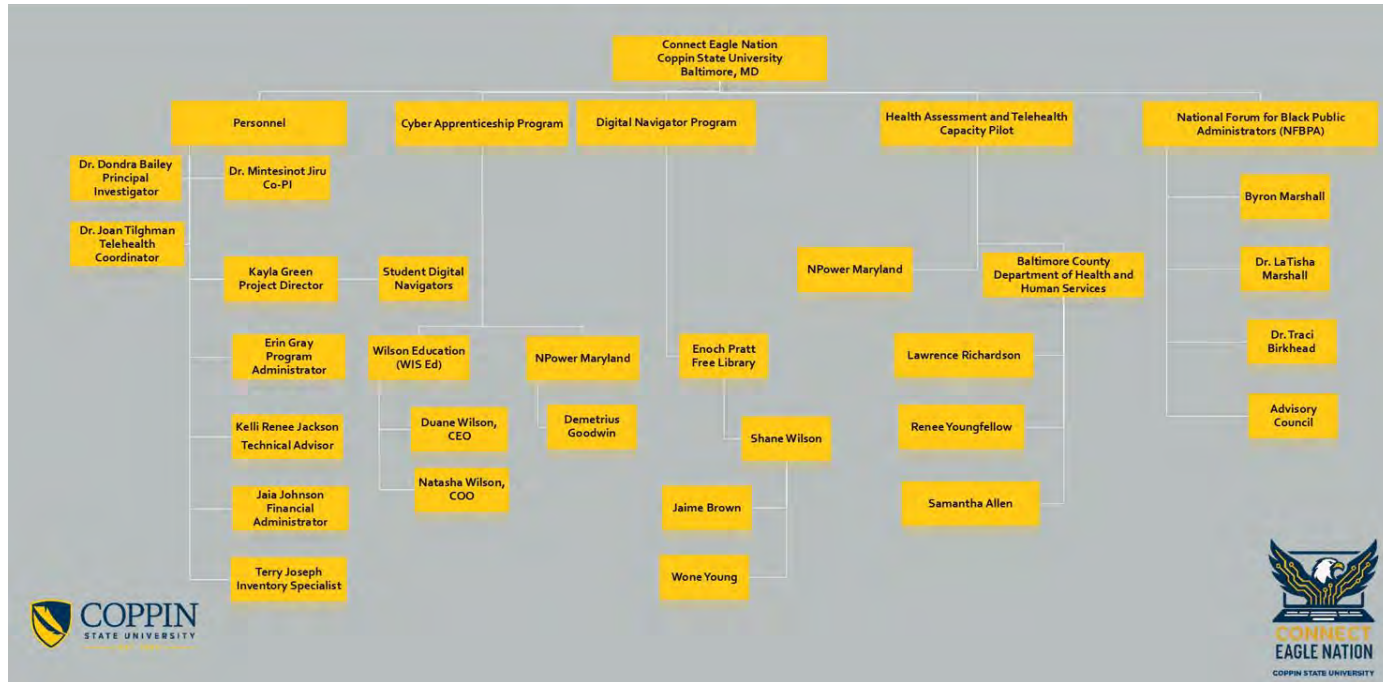 Connect Eagle Nation
Coppin State University
Baltimore, MD
Personnel
Cyber Apprenticeship Program
Digital Navigator Program
Health Assessment and Telehealth
Capacity Pilot
National Forum for Black Public
Administrators (NFBPA)
Dr. Dondra Bailey
Principal
Investigator
Dr. Mintesinot Jiru
Co-PI
Dr. Joan Tilghman
Telehealth
Coordinator
Kayla Green
Project Director
Student Digital
Navigators
Erin Gray
Program
Administrator
Kelli Renee Jackson
Technical Advisor
Jaia Johnson
Financial
Administrator
Terry Joseph
Inventory Specialist
Wilson Education
(WIS Ed)
Duane Wilson,
CEO
Natasha Wilson,
COO
NPower Maryland
Demetrius
Goodwin
Enoch Pratt
Free Library
Shane Wilson
Jaime Brown
Wone Young
NPower Maryland
Baltimore County
Department of Health and
Human Services
Lawrence Richardson
Renee Youngfellow
Samantha Allen
Byron Marshall
Dr. LaTisha
Marshall
Dr. Traci
Birkhead
Advisory
Council
COPPIN
STATE UNIVERSITY
CONNECT
EAGLE NATION
COPPIN STATE UNIVERSITY